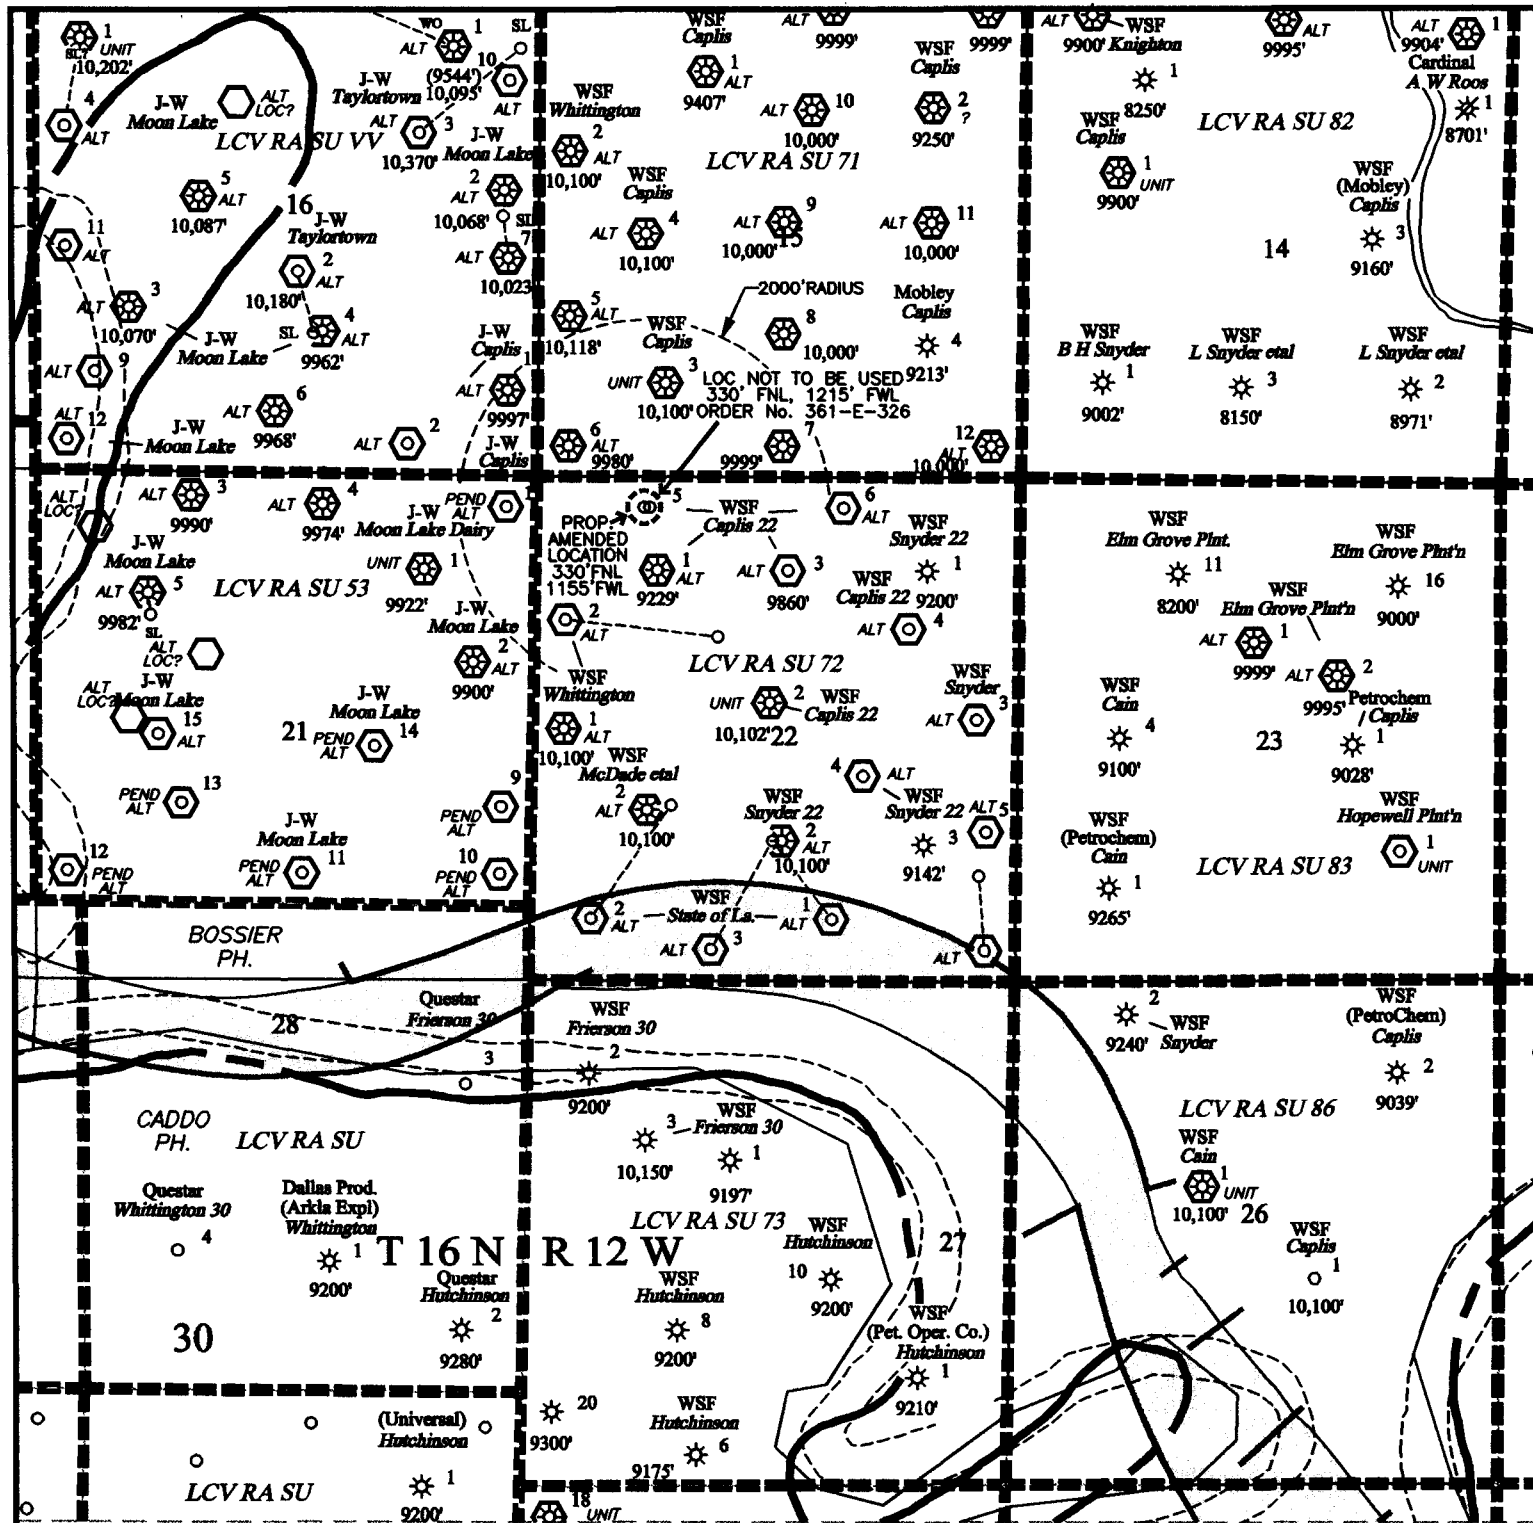 1
UNIT
10,202'
4
ALT
J-W
Moon Lake
ALT
LOC?
LCV RA SU VV
WO
1
SL
ALT
(9544')
10
J-W
Taylortown
10,095'
ALT
ALT
3
10,370'
J-W
Moon Lake
2
ALT
10,068'
SL
7
ALT
10,023
5
ALT
10,087'
16
J-W
Taylortown
2
ALT
10,180'
11
ALT
3
ALT
10,070'
J-W
Moon Lake
SL
4
ALT
9962'
9
ALT
ALT
12
J-W
Moon Lake
6
ALT
9968'
ALT
2
J-W
Caplis
1
ALT
9997'
J-W
Caplis
WSF
Caplis
1
ALT
9407'
ALT
9999'
9999'
WSF
Caplis
2
?
9250'
WSF
Whittington
2
ALT
10,100'
ALT
10
10,000'
LCV RA SU 71
WSF
Caplis
4
ALT
10,100'
9
ALT
10,000'
15
11
ALT
10,000'
2000'RADIUS
5
ALT
10,118'
WSF
Caplis
8
10,000'
Mobley
Caplis
4
9213'
UNIT
3
10,100'
LOC. NOT TO BE USED
330' FNL, 1215' FWL
ORDER No. 361-E-326
6
ALT
9980'
7
9999'
12
ALT
10,000'
ALT
9900'
WSF
Knighton
1
8250'
9995'
ALT
9904'
1
Cardinal
A W Roos
1
8701'
WSF
Caplis
1
UNIT
9900'
LCV RA SU 82
WSF
(Mobley)
Caplis
3
9160'
14
WSF
B H Snyder
1
9002'
WSF
L Snyder etal
3
8150'
WSF
L Snyder etal
2
8971'
ALT
LOC?
ALT
3
9990'
ALT
4
9974'
PEND
ALT
J-W
Moon Lake Dairy
UNIT
1
9922'
J-W
Moon Lake
ALT
5
9982'
SL
ALT
LOC?
LCV RA SU 53
J-W
Moon Lake
2
ALT
9900'
ALT
LOC?
J-W
Moon Lake
15
ALT
21
J-W
Moon Lake
PEND
ALT
14
13
PEND
ALT
9
PEND
ALT
J-W
Moon Lake
PEND
ALT
11
10
PEND
ALT
12
PEND
ALT
5
PROP.
AMENDED
LOCATION
330'FNL
1155'FWL
WSF
Caplis 22
6
ALT
1
ALT
9229'
ALT
3
9860'
WSF
Snyder 22
1
9200'
WSF
Caplis 22
4
2
ALT
WSF
Whittington
1
ALT
10,100'
LCV RA SU 72
UNIT
2
10,102'
WSF
Caplis 22
22
WSF
Snyder
3
ALT
WSF
McDade etal
2
ALT
10,100'
4
ALT
WSF
Snyder 22
WSF
Snyder 22
2
ALT
10,100'
3
9142'
ALT
5
2
ALT
WSF
State of La.
1
ALT
ALT
3
ALT
WSF
Elm Grove Plnt.
11
8200'
WSF
Elm Grove Plnt'n
16
9000'
WSF
Elm Grove Plnt'n
ALT
1
9999'
ALT
2
9995'
Petrochem
Caplis
1
9028'
WSF
Cain
4
9100'
23
WSF
(Petrochem)
Cain
1
9265'
WSF
Hopewell Plnt'n
1
UNIT
LCV RA SU 83
BOSSIER
PH.
28
Questar
Frierson 30
3
WSF
Frierson 30
2
9200'
CADDO
PH.
LCV RA SU
Questar
Whittington 30
4
Dallas Prod.
(Arkla Expl)
Whittington
1
9200'
T 16 N R 12 W
Questar
Hutchinson
2
9280'
30
3
10,150'
WSF
Frierson 30
1
9197'
LCV RA SU 73
WSF
Hutchinson
10
9200'
27
WSF
Hutchinson
8
9200'
WSF
(Pet. Oper. Co.)
Hutchinson
1
9210'
20
9300'
WSF
Hutchinson
6
9175'
18
UNIT
(Universal)
Hutchinson
1
9200'
LCV RA SU
2
9240'
WSF
Snyder
WSF
(PetroChem)
Caplis
2
9039'
LCV RA SU 86
WSF
Cain
1
UNIT
10,100'
26
WSF
Caplis
1
10,100'